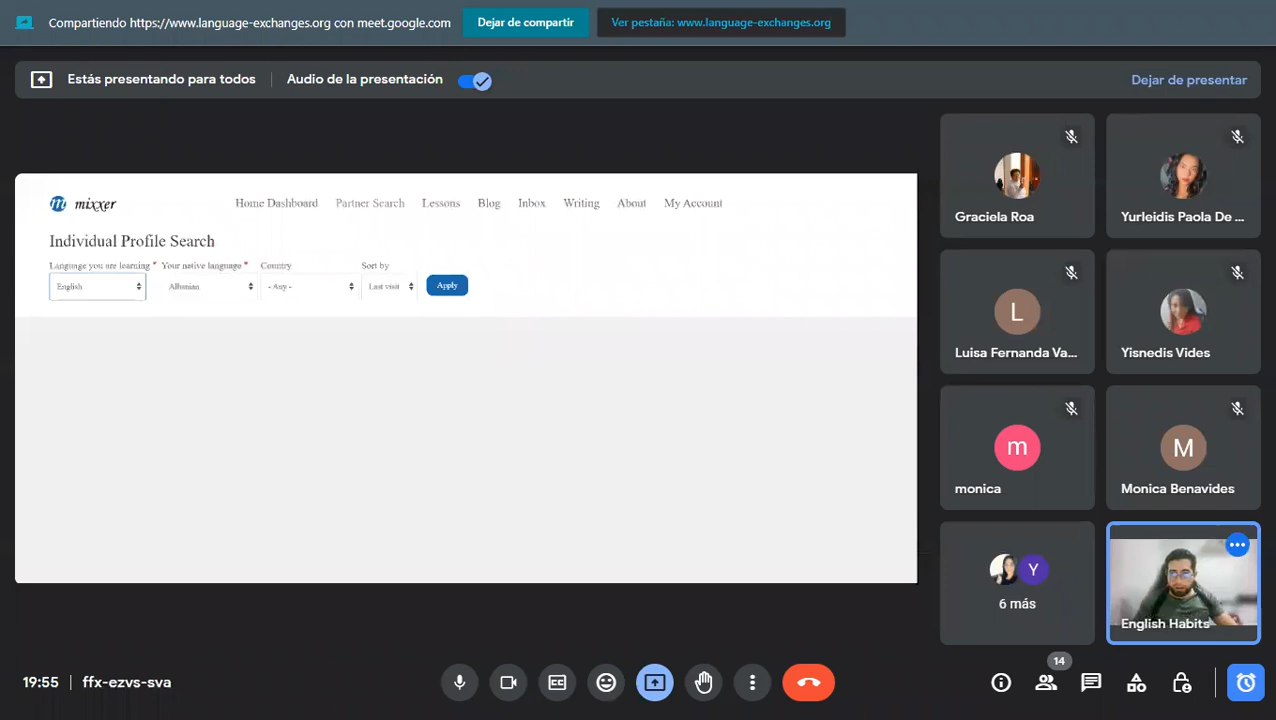 Compartiendo https://www.language-exchanges.org con meet.google.com
Dejar de compartir
Ver pestaña: www.language-exchanges.org
Estás presentando para todos
Audio de la presentación
Dejar de presentar
m mixxer
Home Dashboard
Partner Search
Lessons
Blog
Inbox
Writing
About
My Account
Individual Profile Search
Language you are learning *
Your native language *
Country
Sort by
English
Albanian
- Any -
Last visit
Apply
Graciela Roa
Yurleidis Paola De ...
L
Luisa Fernanda Va...
Yisnedis Vides
m
monica
M
Monica Benavides
Y
6 más
English Habits
19:55 | ffx-ezvs-sva
CC
14